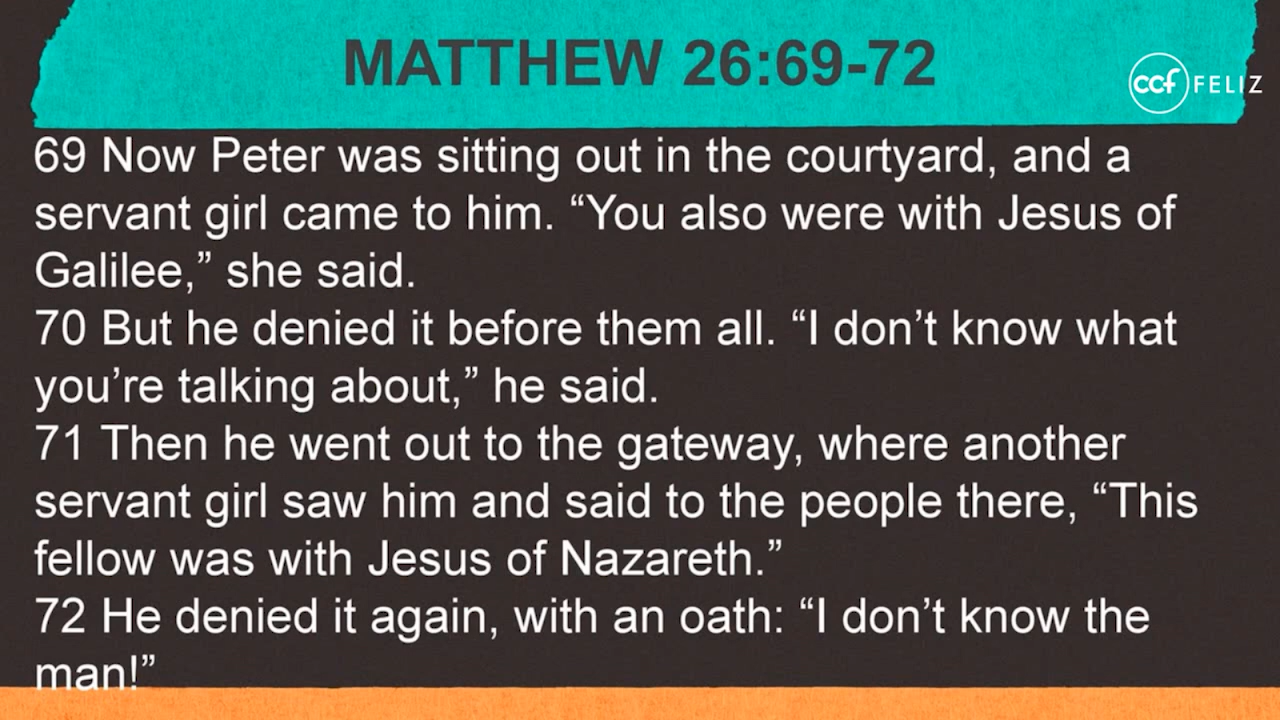 MATTHEW 26:69-72
ccf FELIZ
69 Now Peter was sitting out in the courtyard, and a
servant girl came to him. “You also were with Jesus of
Galilee,” she said.
70 But he denied it before them all. “I don’t know what
you’re talking about,” he said.
71 Then he went out to the gateway, where another
servant girl saw him and said to the people there, “This
fellow was with Jesus of Nazareth.”
72 He denied it again, with an oath: “I don’t know the
man!”